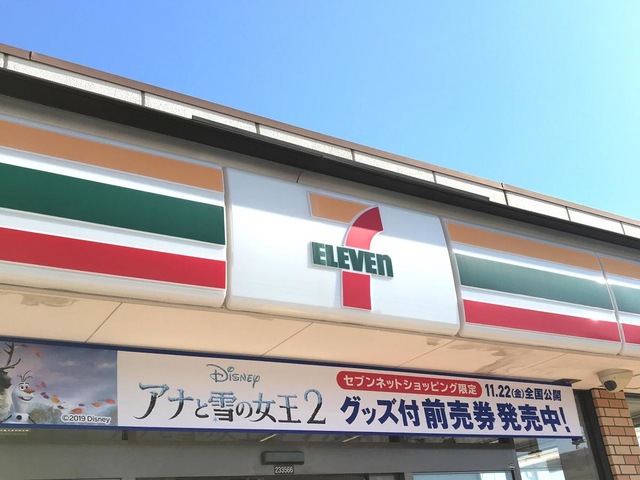 7
ELEVEn
Disney
アナと雪の女王2
セブンネットショッピング限定
11.22(金)全国公開
グッズ付前売券発売中!
©2019 Disney
233566